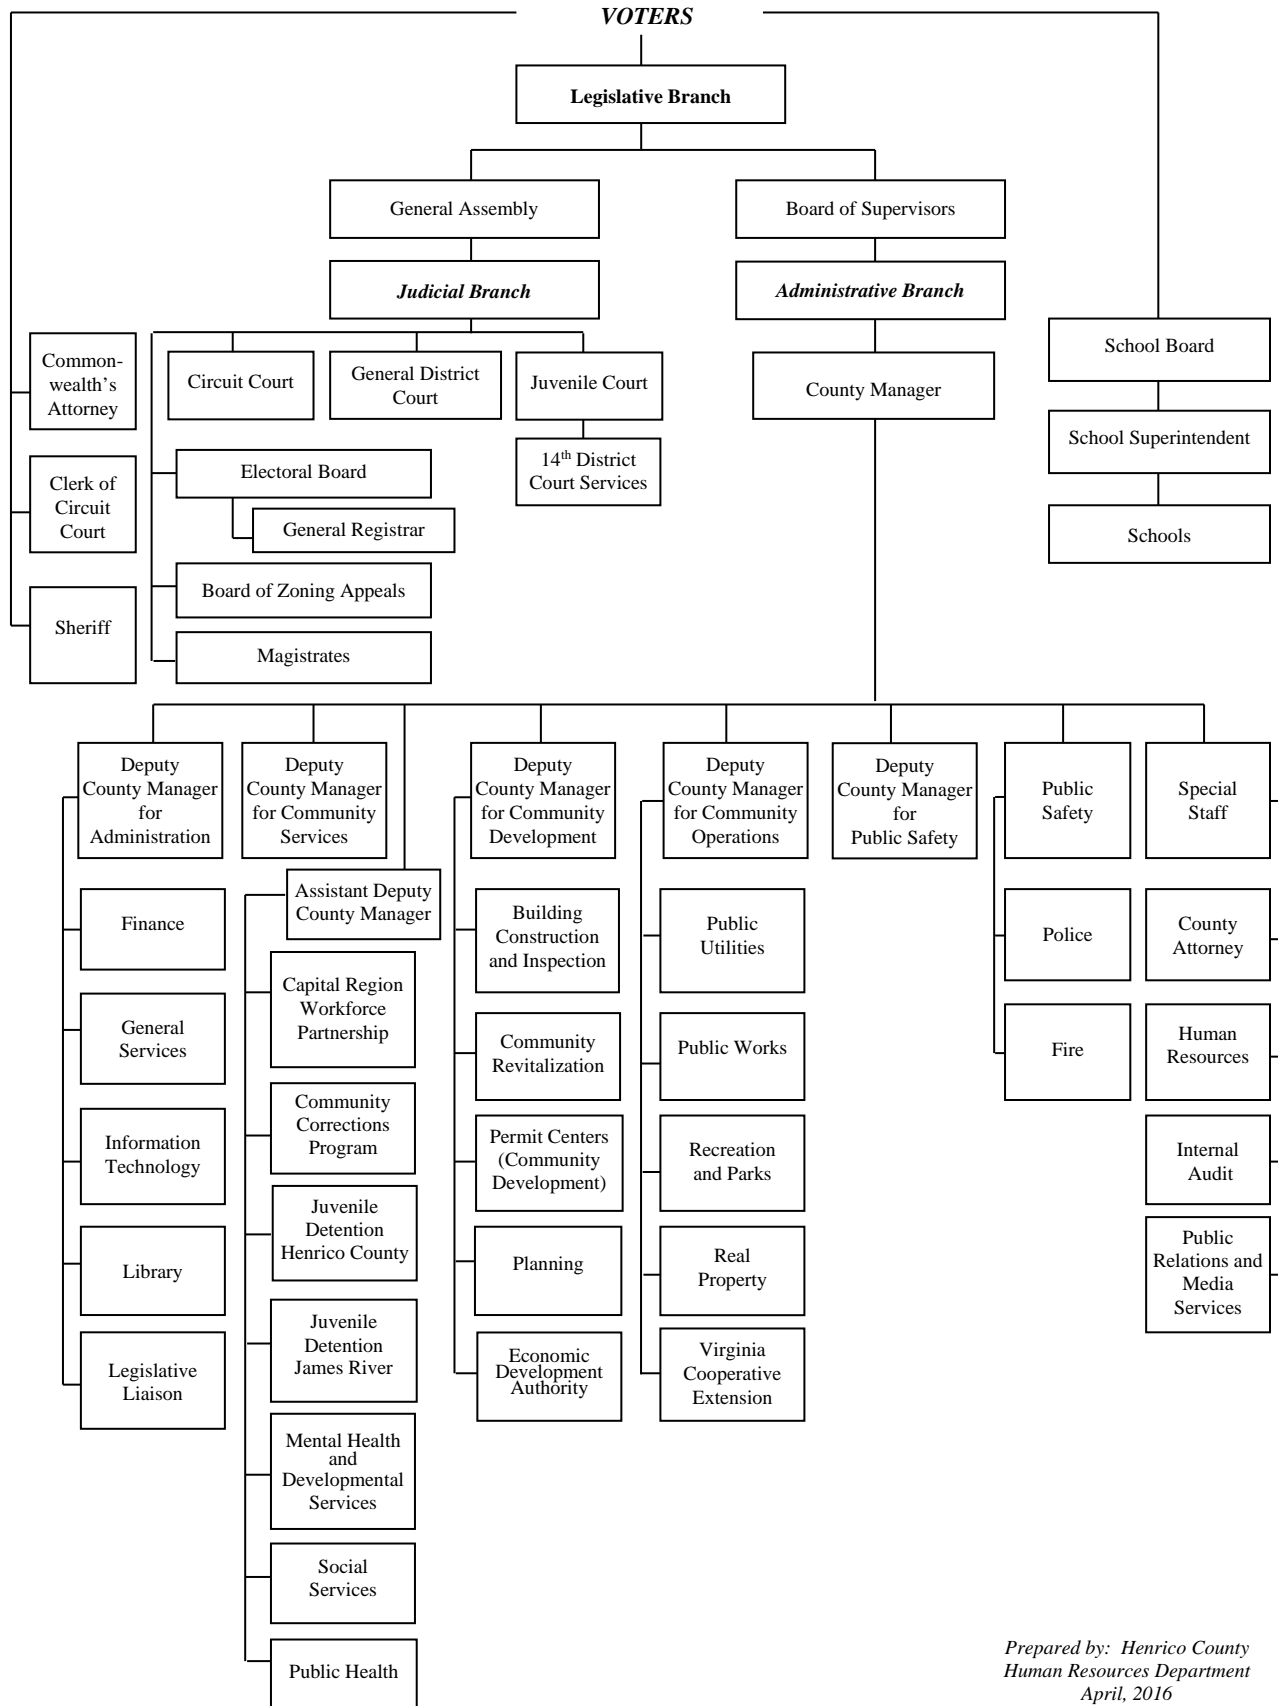 VOTERS
Legislative Branch
General Assembly
Board of Supervisors
Judicial Branch
Administrative Branch
Common-
wealth's
Attorney
Clerk of
Circuit
Court
Sheriff
Circuit Court
General District
Court
Juvenile Court
14th District
Court Services
Electoral Board
General Registrar
Board of Zoning Appeals
Magistrates
County Manager
School Board
School Superintendent
Schools
Deputy
County Manager
for
Administration
Finance
General
Services
Information
Technology
Library
Legislative
Liaison
Deputy
County Manager
for Community
Services
Assistant Deputy
County Manager
Capital Region
Workforce
Partnership
Community
Corrections
Program
Juvenile
Detention
Henrico County
Juvenile
Detention
James River
Mental Health
and
Developmental
Services
Social
Services
Public Health
Deputy
County Manager
for Community
Development
Building
Construction
and Inspection
Community
Revitalization
Permit Centers
(Community
Development)
Planning
Economic
Development
Authority
Deputy
County Manager
for Community
Operations
Public
Utilities
Public Works
Recreation
and Parks
Real
Property
Virginia
Cooperative
Extension
Deputy
County Manager
for
Public Safety
Public
Safety
Police
Fire
Special
Staff
County
Attorney
Human
Resources
Internal
Audit
Public
Relations and
Media
Services
Prepared by: Henrico County
Human Resources Department
April, 2016